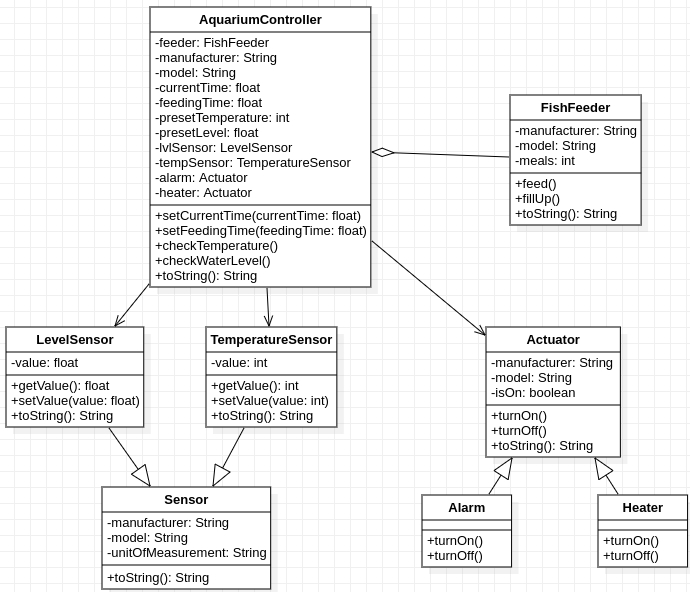 AquariumController
-feeder: FishFeeder
-manufacturer: String
-model: String
-currentTime: float
-feedingTime: float
-presetTemperature: int
-presetLevel: float
-lvlSensor: LevelSensor
-tempSensor: TemperatureSensor
-alarm: Actuator
-heater: Actuator
+setCurrentTime(currentTime: float)
+setFeedingTime(feedingTime: float)
+checkTemperature()
+checkWaterLevel()
+toString(): String
FishFeeder
-manufacturer: String
-model: String
-meals: int
+feed()
+fillUp()
+toString(): String
LevelSensor
-value: float
+getValue(): float
+setValue(value: float)
+toString(): String
TemperatureSensor
-value: int
+getValue(): int
+setValue(value: int)
+toString(): String
Actuator
-manufacturer: String
-model: String
-isOn: boolean
+turnOn()
+turnOff()
+toString(): String
Sensor
-manufacturer: String
-model: String
-unitOfMeasurement: String
+toString(): String
Alarm
+turnOn()
+turnOff()
Heater
+turnOn()
+turnOff()